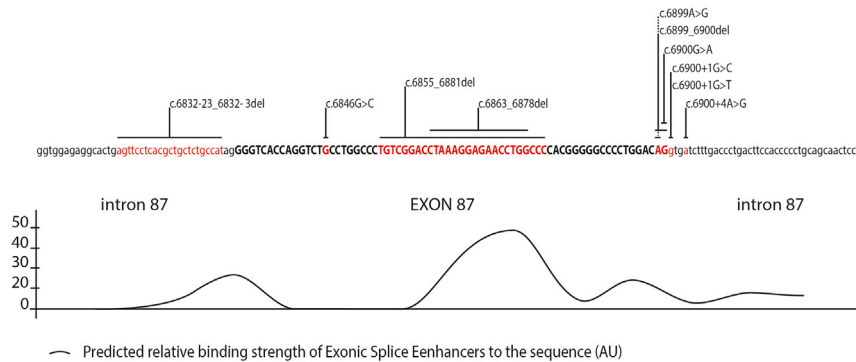 c.6899A>G
c.6899_6900del
c.6900G>A
c.6900+1G>C
c.6900+1G>T
c.6855_6881del
c.6832-23_6832- 3del
c.6846G>C
c.6863_6878del
c.6900+4A>G
ggtggagaggcactgagttcctcacgctgctctgccatagGGGTCACCAGGTCTGCCTGGCCCTGTCGGACCTAAAGGAGAACCTGGCCCCACGGGGGCCCCTGGACAGgtgatctttgaccctgacttccaccccctgcagcaactcc
intron 87
EXON 87
intron 87
50
40
30
20
0
Predicted relative binding strength of Exonic Splice Eenhancers to the sequence (AU)